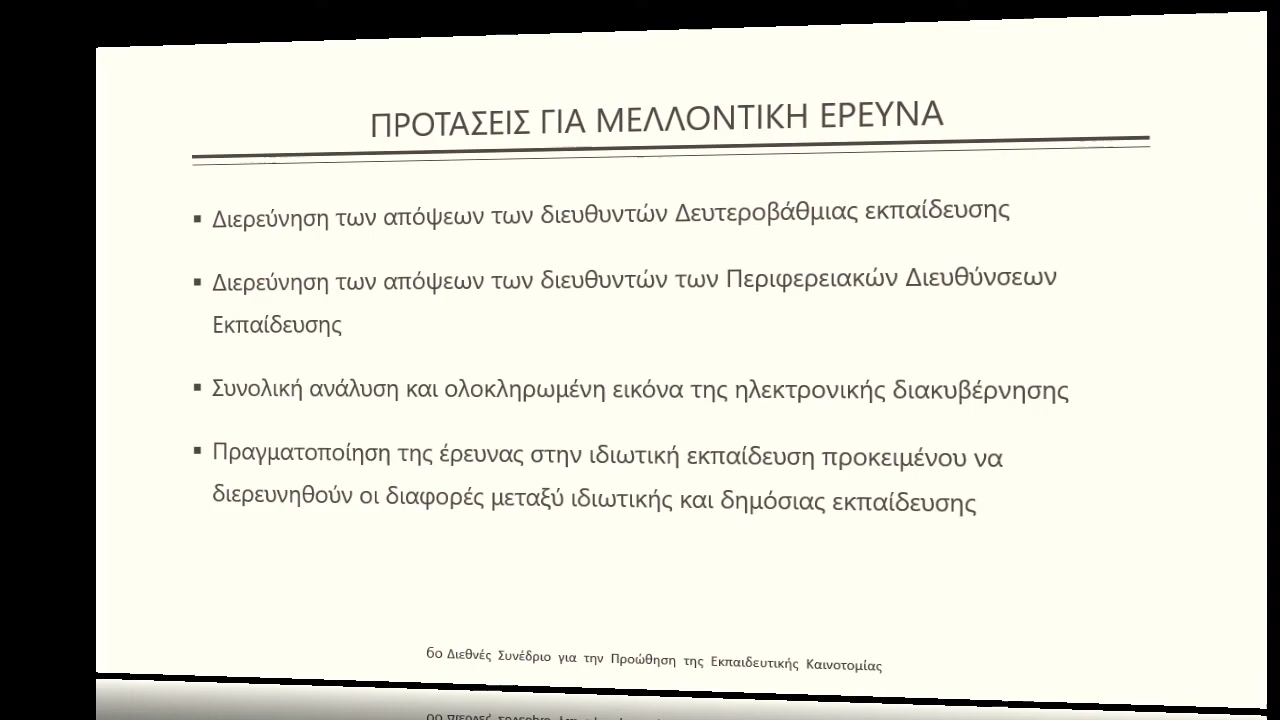 ΠΡΟΤΑΣΕΙΣ ΓΙΑ ΜΕΛΛΟΝΤΙΚΗ ΕΡΕΥΝΑ
▪ Διερεύνηση των απόψεων των διευθυντών Δευτεροβάθμιας εκπαίδευσης
▪ Διερεύνηση των απόψεων των διευθυντών των Περιφερειακών Διευθύνσεων
Εκπαίδευσης
▪ Συνολική ανάλυση και ολοκληρωμένη εικόνα της ηλεκτρονικής διακυβέρνησης
▪ Πραγματοποίηση της έρευνας στην ιδιωτική εκπαίδευση προκειμένου να
διερευνηθούν οι διαφορές μεταξύ ιδιωτικής και δημόσιας εκπαίδευσης
6ο Διεθνές Συνέδριο για την Προώθηση της Εκπαιδευτικής Καινοτομίας